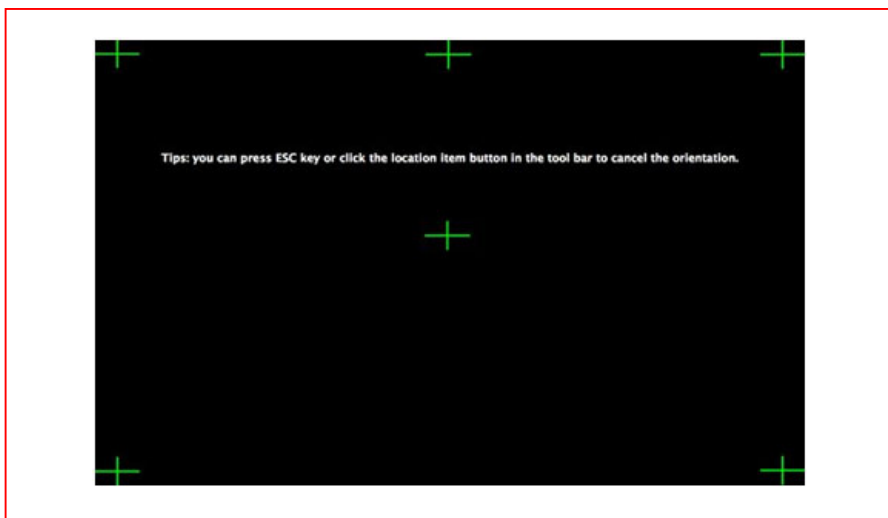 Tips: you can press ESC key or click the location item button in the tool bar to cancel the orientation.